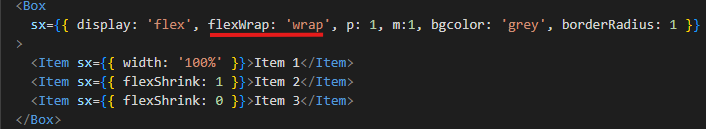 <Box
sx={{ display: 'flex', flexWrap: 'wrap', p: 1, m:1, bgcolor: 'grey', borderRadius: 1 }}
>
<Item sx={{ width: '100%' }}>Item 1</Item>
<Item sx={{ flexShrink: 1 }}>Item 2</Item>
<Item sx={{ flexShrink: 0 }}>Item 3</Item>
</Box>